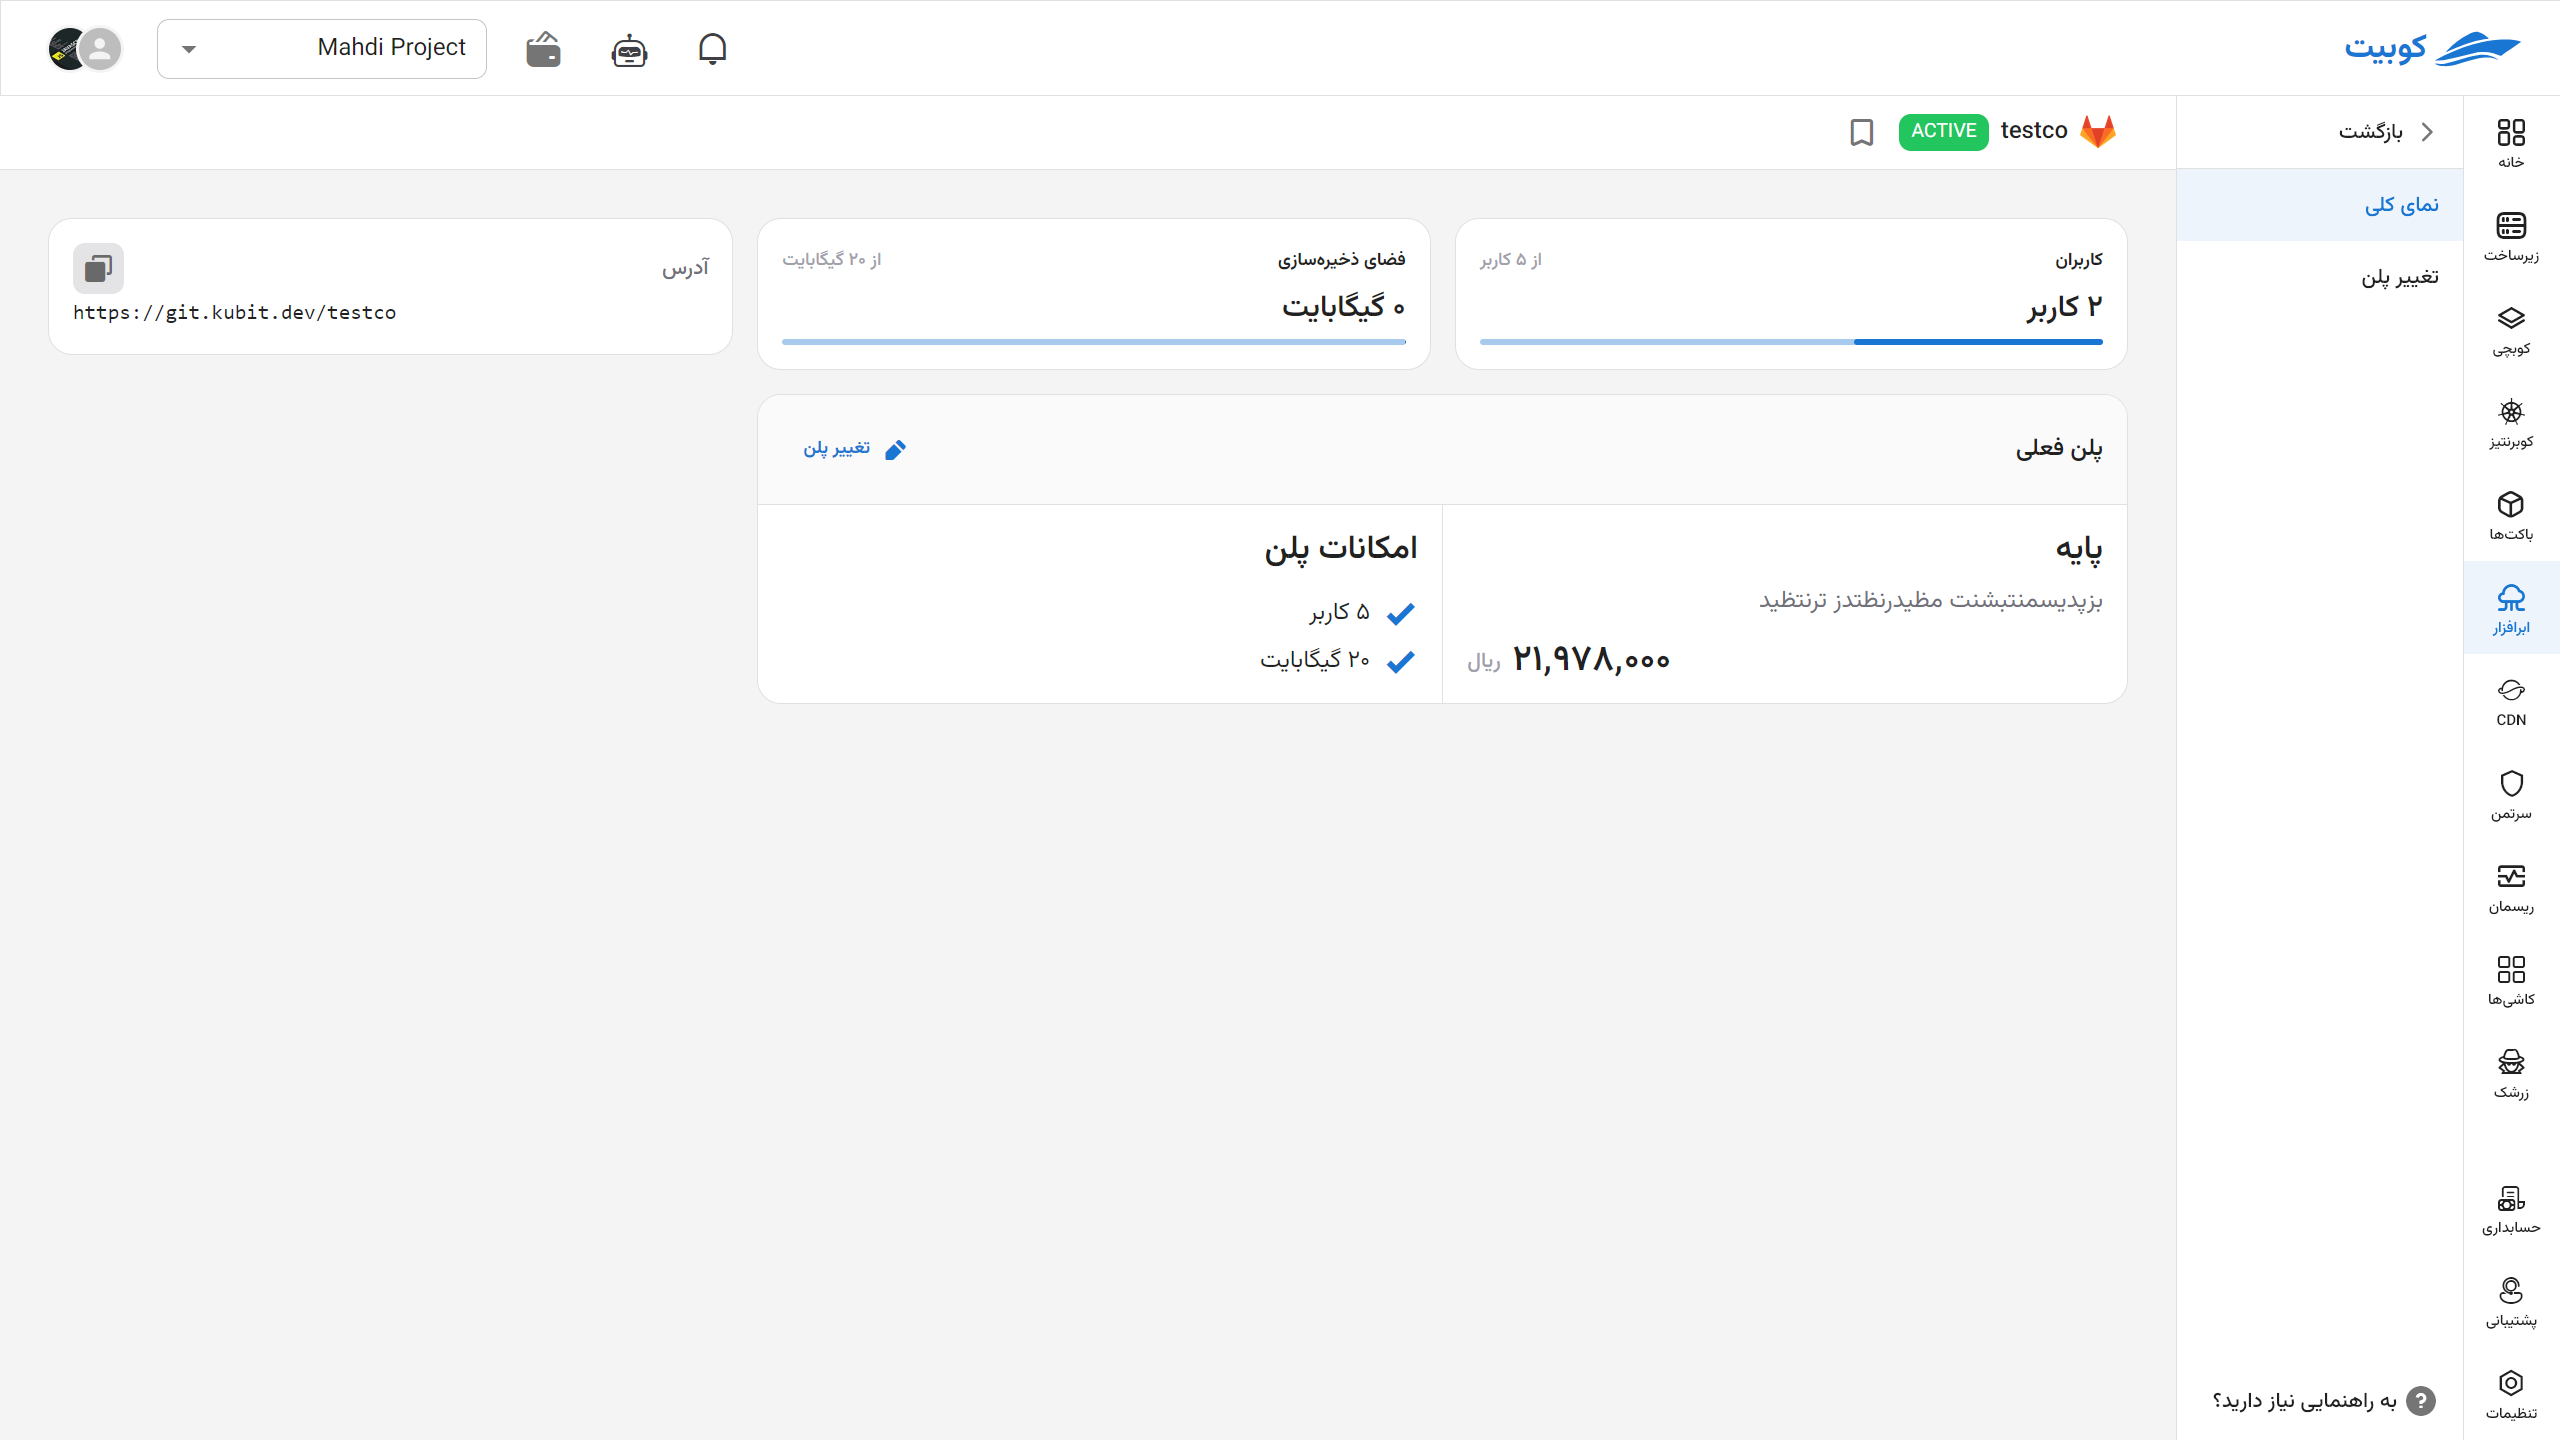 کوبیت
Mahdi Project
خانه
زیرساخت
کوبچی
کوبرنتیز
باکت‌ها
ابرافزار
CDN
سرتمن
ریسمان
کاشی‌ها
زرشک
حسابداری
پشتیبانی
تنظیمات
بازگشت
نمای کلی
تغییر پلن
به راهنمایی نیاز دارید؟
testco ACTIVE
کاربران
از ۵ کاربر
۲ کاربر
فضای ذخیره‌سازی
از ۲۰ گیگابایت
۰ گیگابایت
آدرس
https://git.kubit.dev/testco
پلن فعلی
تغییر پلن
پایه
بزپدیسمنتبشنت مظیدرنظتدز ترنتظید
۲۱,۹۷۸,۰۰۰ ریال
امکانات پلن
۵ کاربر
۲۰ گیگابایت